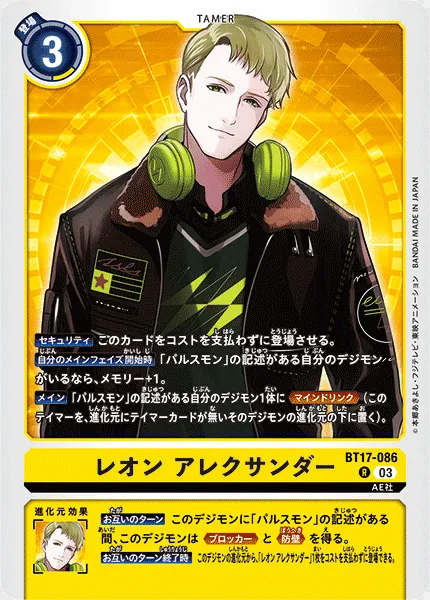 TAMER
登場
3
セキュリティ このカードをコストを支払わずに登場させる。
自分のメインフェイズ開始時 「パルスモン」の記述がある自分のデジモン
がいるなら、メモリー+1。
メイン 「パルスモン」の記述がある自分のデジモン1体に マインドリンク (この
テイマーを、進化元にテイマーカードが無いそのデジモンの進化元の下に置く)。
©本郷あきよし・フジテレビ・東映アニメーション BANDAI MADE IN JAPAN
BT17-086
レオン アレクサンダー
R 03
AE社
進化元効果
お互いのターン このデジモンに「パルスモン」の記述がある
間、このデジモンは ブロッカー と 防壁 を得る。
お互いのターン終了時 このデジモンの進化元から、「レオン アレクサンダー」1枚をコストを支払わずに登場できる。